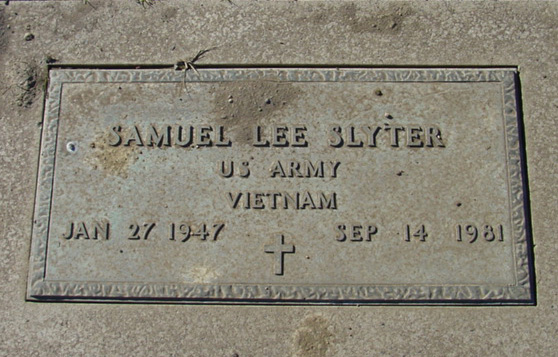 SAMUEL LEE SLYTER
US ARMY
VIETNAM
JAN 27 1947 SEP 14 1981